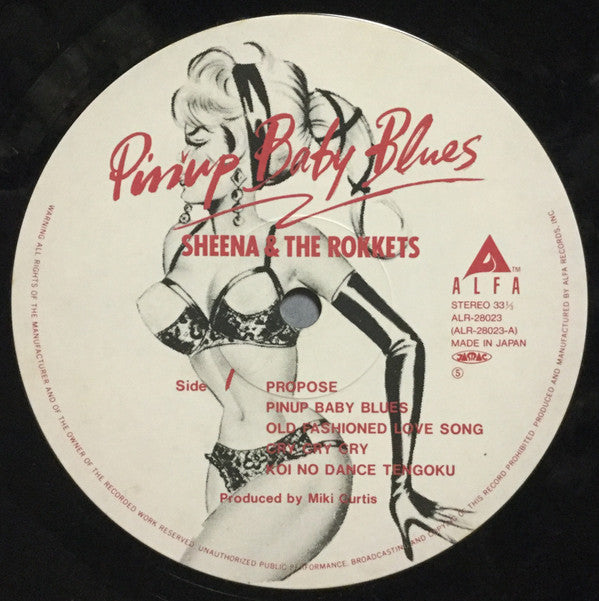 Pinup Baby Blues
SHEENA & THE ROKKETS
ALFA™
STEREO 33⅓
ALR-28023
(ALR-28023-A)
MADE IN JAPAN
JASRAC
Ⓢ
Side 1
PROPOSE
PINUP BABY BLUES
OLD FASHIONED LOVE SONG
CRY CRY CRY
KOI NO DANCE TENGOKU
Produced by Miki Curtis
WARNING: ALL RIGHTS OF THE MANUFACTURER AND OF THE OWNER OF THE RECORDED WORK RESERVED. UNAUTHORIZED PUBLIC PERFORMANCE, BROADCASTING AND COPYING OF THIS RECORD PROHIBITED. PRODUCED AND MANUFACTURED BY ALFA RECORDS, INC.